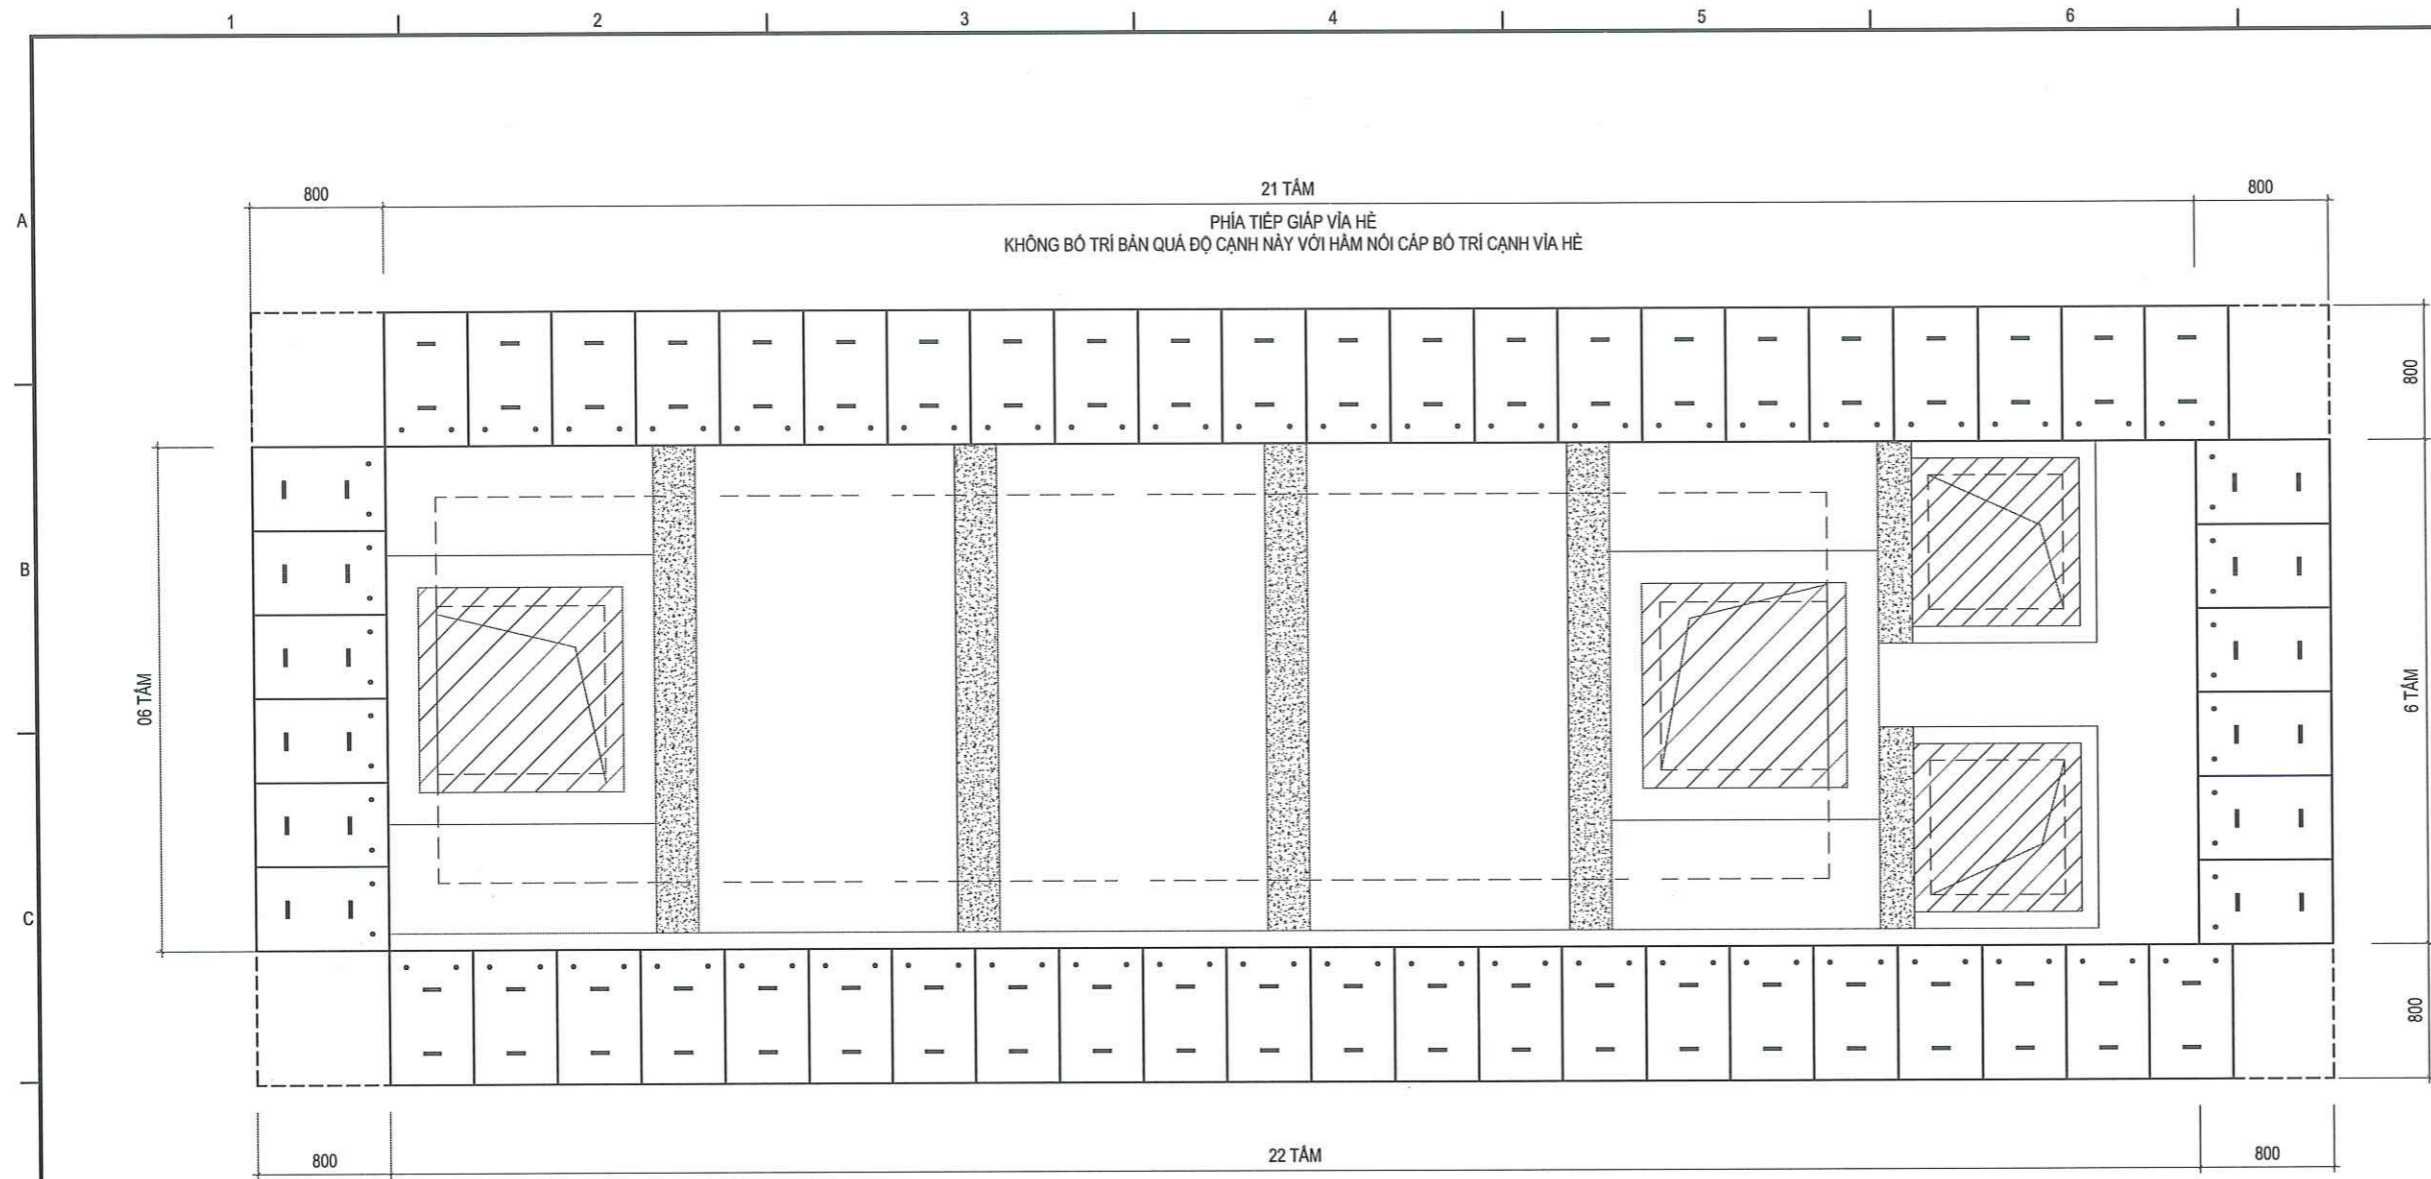 1 2 3 4 5 6
A
800 21 TẤM 800
PHÍA TIẾP GIÁP VỈA HÈ
KHÔNG BỐ TRÍ BẢN QUÁ ĐỘ CẠNH NÀY VỚI HẦM NỐI CÁP BỐ TRÍ CẠNH VỈA HÈ
800
B
06 TẤM
6 TẤM
C
800
800 22 TẤM 800